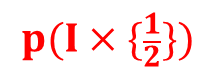 p(I × {1/2})